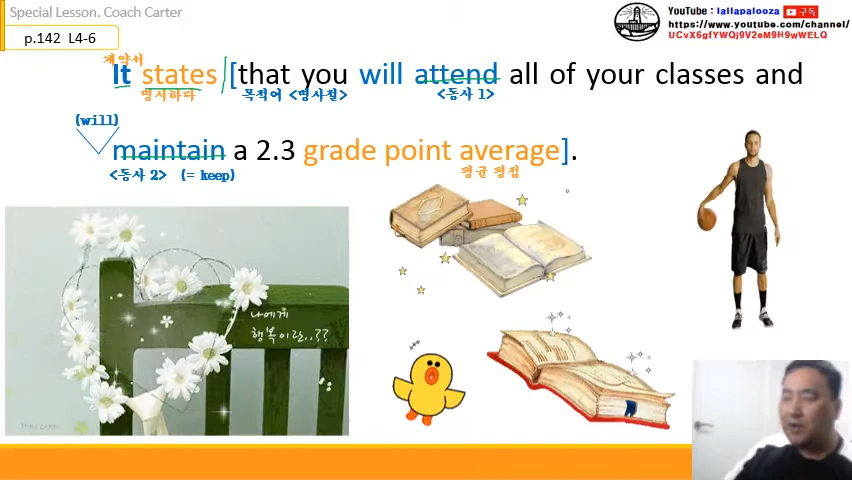 Special Lesson. Coach Carter
p.142 L4-6
YouTube : lallapalooza 구독
https://www.youtube.com/channel/
UCvX6gfYWQj9V2eM9H9wWELQ
계약서
It states [that you will attend all of your classes and
명시하다 목적어 <명사절> <동사 1>
(will)
maintain a 2.3 grade point average].
<동사 2> (= keep) 평균 평점
나에게
행복이란..??